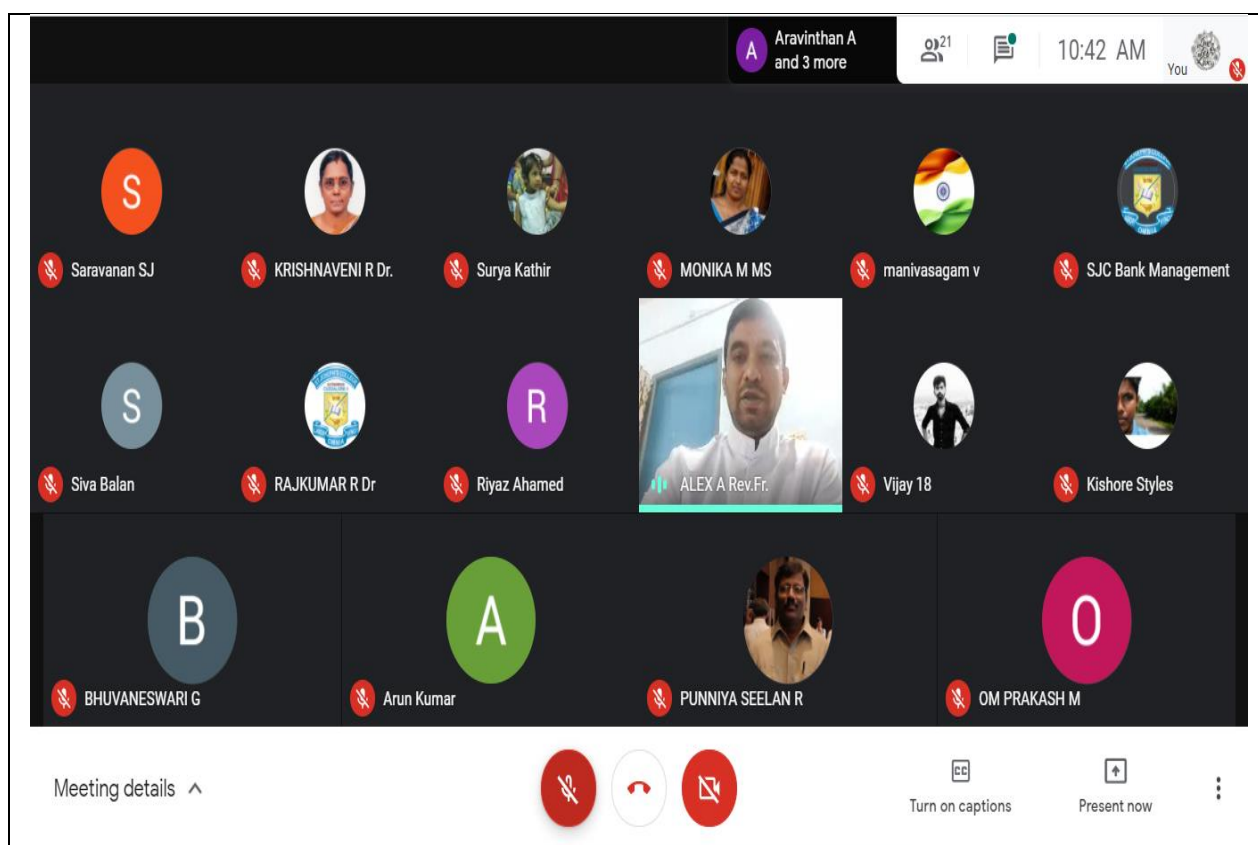 A
Aravinthan A
and 3 more
21
10:42 AM
You
S
Saravanan SJ
KRISHNAVENI R Dr.
Surya Kathir
MONIKA M MS
manivasagam v
SJC Bank Management
S
Siva Balan
RAJKUMAR R Dr
R
Riyaz Ahamed
ALEX A Rev.Fr.
Vijay 18
Kishore Styles
B
BHUVANESWARI G
A
Arun Kumar
PUNNIYA SEELAN R
O
OM PRAKASH M
Meeting details
CC
Turn on captions
Present now